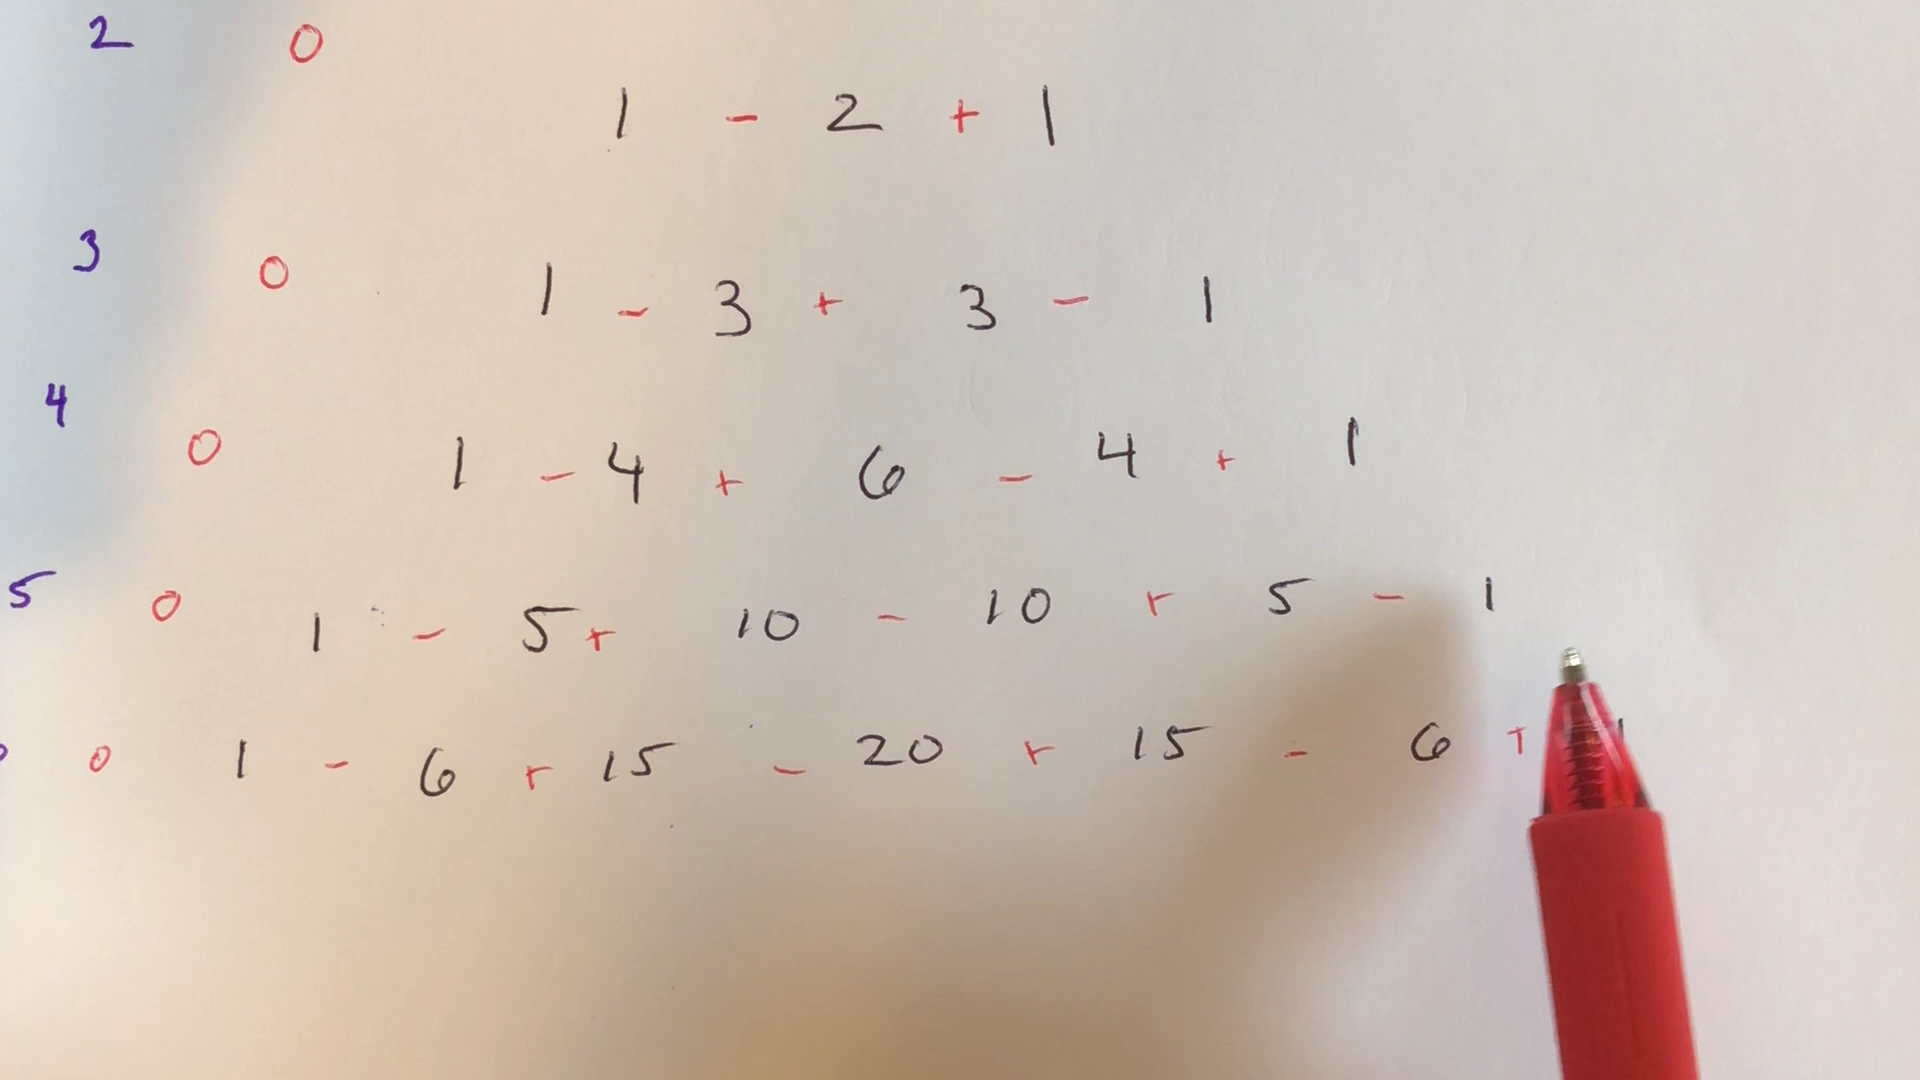 2 0 1 - 2 + 1
3 0 1 - 3 + 3 - 1
4 0 1 - 4 + 6 - 4 + 1
5 0 1 - 5 + 10 - 10 + 5 - 1
0 1 - 6 + 15 - 20 + 15 - 6 +